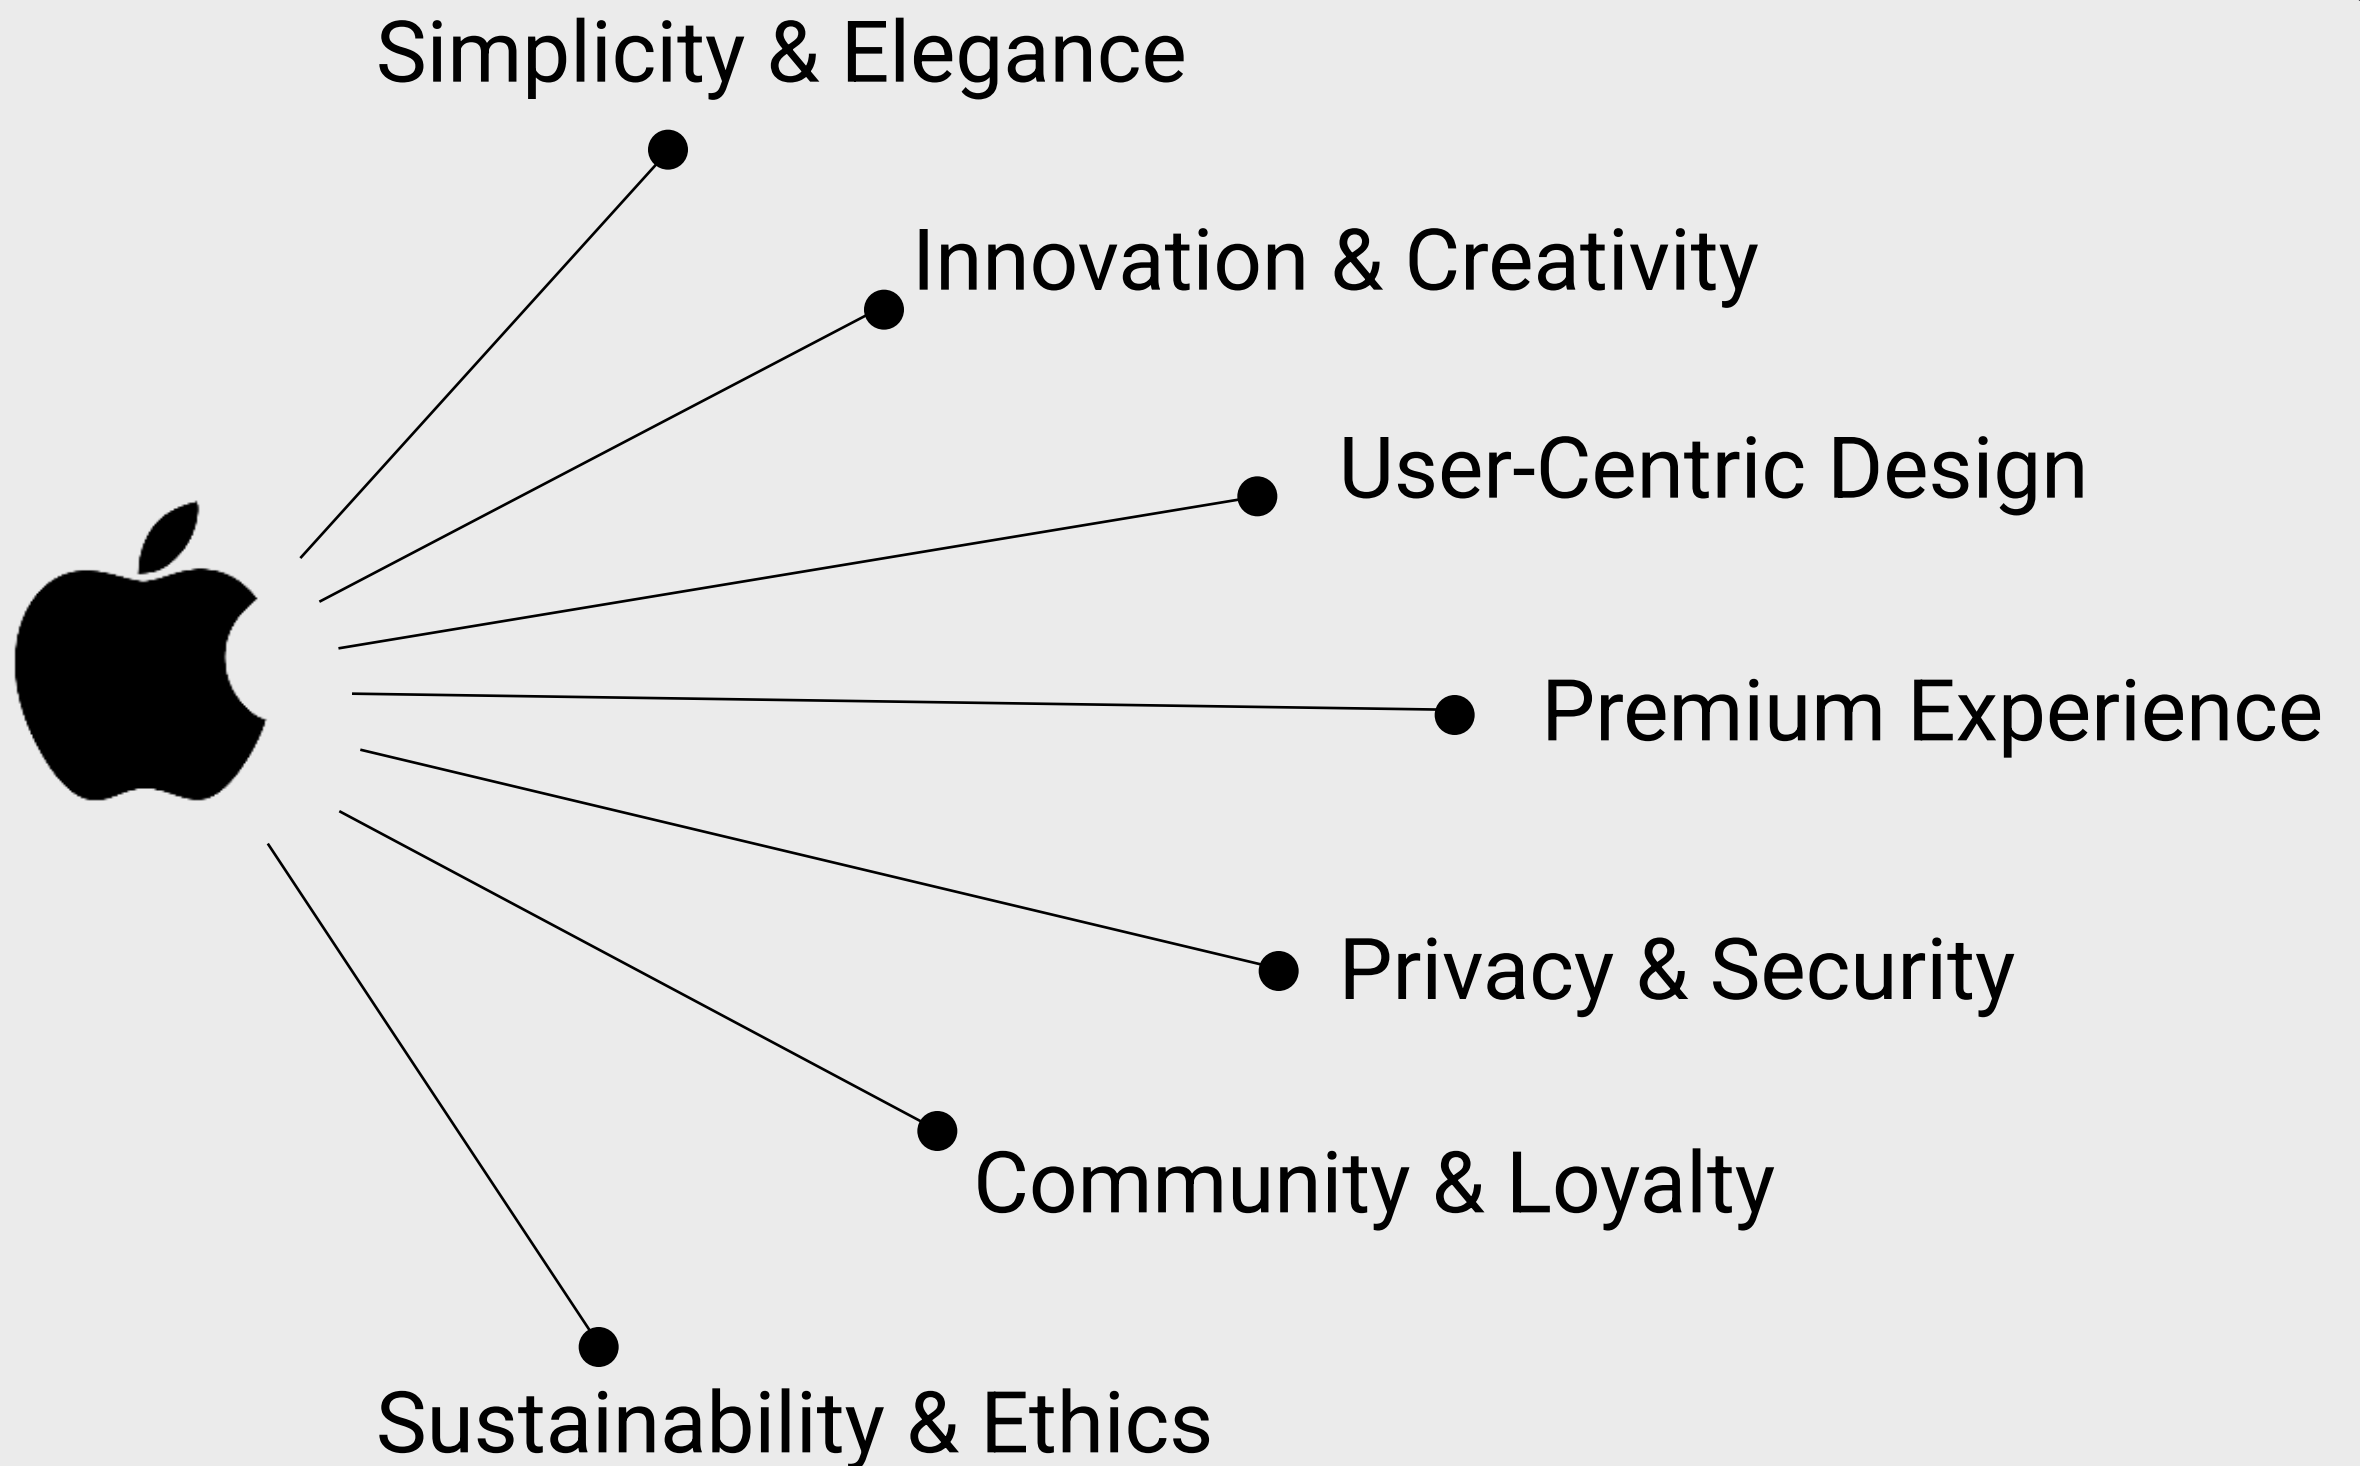 Simplicity & Elegance
Innovation & Creativity
User-Centric Design
Premium Experience
Privacy & Security
Community & Loyalty
Sustainability & Ethics